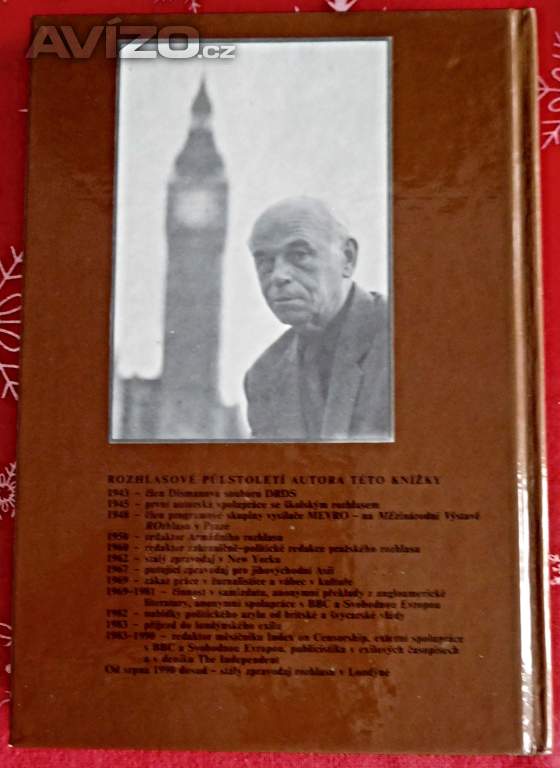 AVÍZO.cz
ROZHLASOVÉ PŮLSTOLETÍ AUTORA TÉTO KNÍŽKY
1943 – člen Dismanova souboru DRDS
1945 – první autorská spolupráce se školským rozhlasem
1948 – člen programové skupiny vysílače MEVRO – na MEzinárodní Výstavě
ROzhlasu v Praze
1950 – redaktor Armádního rozhlasu
1960 – redaktor zahraničně-politické redakce pražského rozhlasu
1962 – stálý zpravodaj v New Yorku
1967 – putující zpravodaj pro jihovýchodní Asii
1969 – zákaz práce v žurnalistice a vůbec v kultuře
1969–1981 – činnost v samizdatu, anonymní překlady z angloamerické
literatury, anonymní spolupráce s BBC a Svobodnou Evropou
1982 – nabídky politického azylu od britské a švýcarské vlády
1983 – příjezd do londýnského exilu
1983–1990 – redaktor měsíčníku Index on Censorship, externí spolupráce
s BBC a Svobodnou Evropou, publicistika v exilových časopisech
a v deníku The Independent
Od srpna 1990 dosud – stálý zpravodaj rozhlasu v Londýně